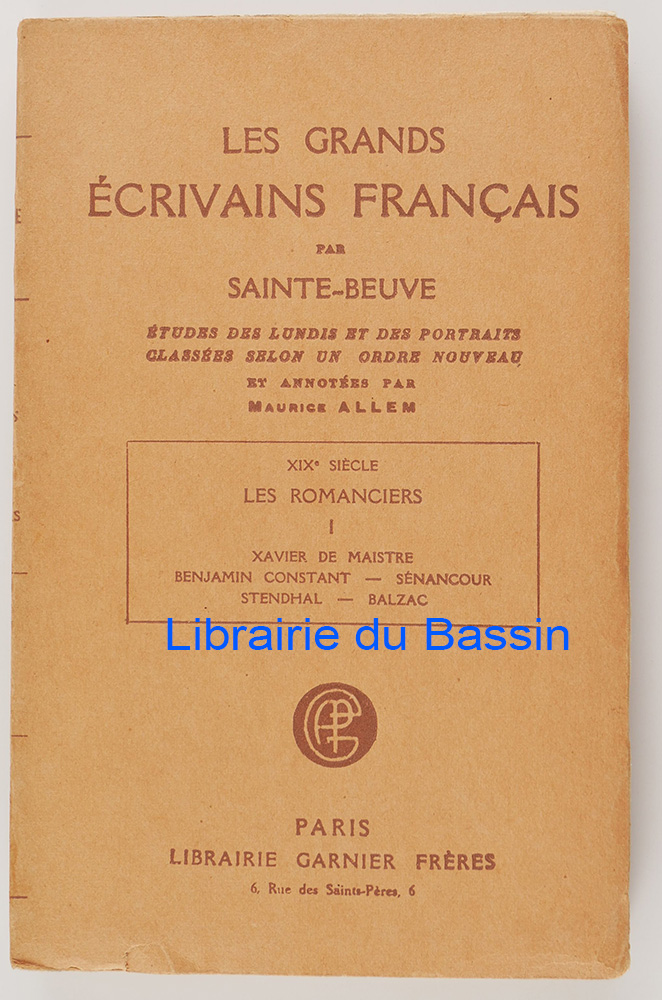 LES GRANDS
ÉCRIVAINS FRANÇAIS
PAR
SAINTE-BEUVE
ÉTUDES DES LUNDIS ET DES PORTRAITS
CLASSÉES SELON UN ORDRE NOUVEAU
ET ANNOTÉES PAR
MAURICE ALLEM
XIXe SIÈCLE
LES ROMANCIERS
I
XAVIER DE MAISTRE
BENJAMIN CONSTANT — SÉNANCOUR
STENDHAL — BALZAC
Librairie du Bassin
PARIS
LIBRAIRIE GARNIER FRÈRES
6, Rue des Saints-Pères, 6